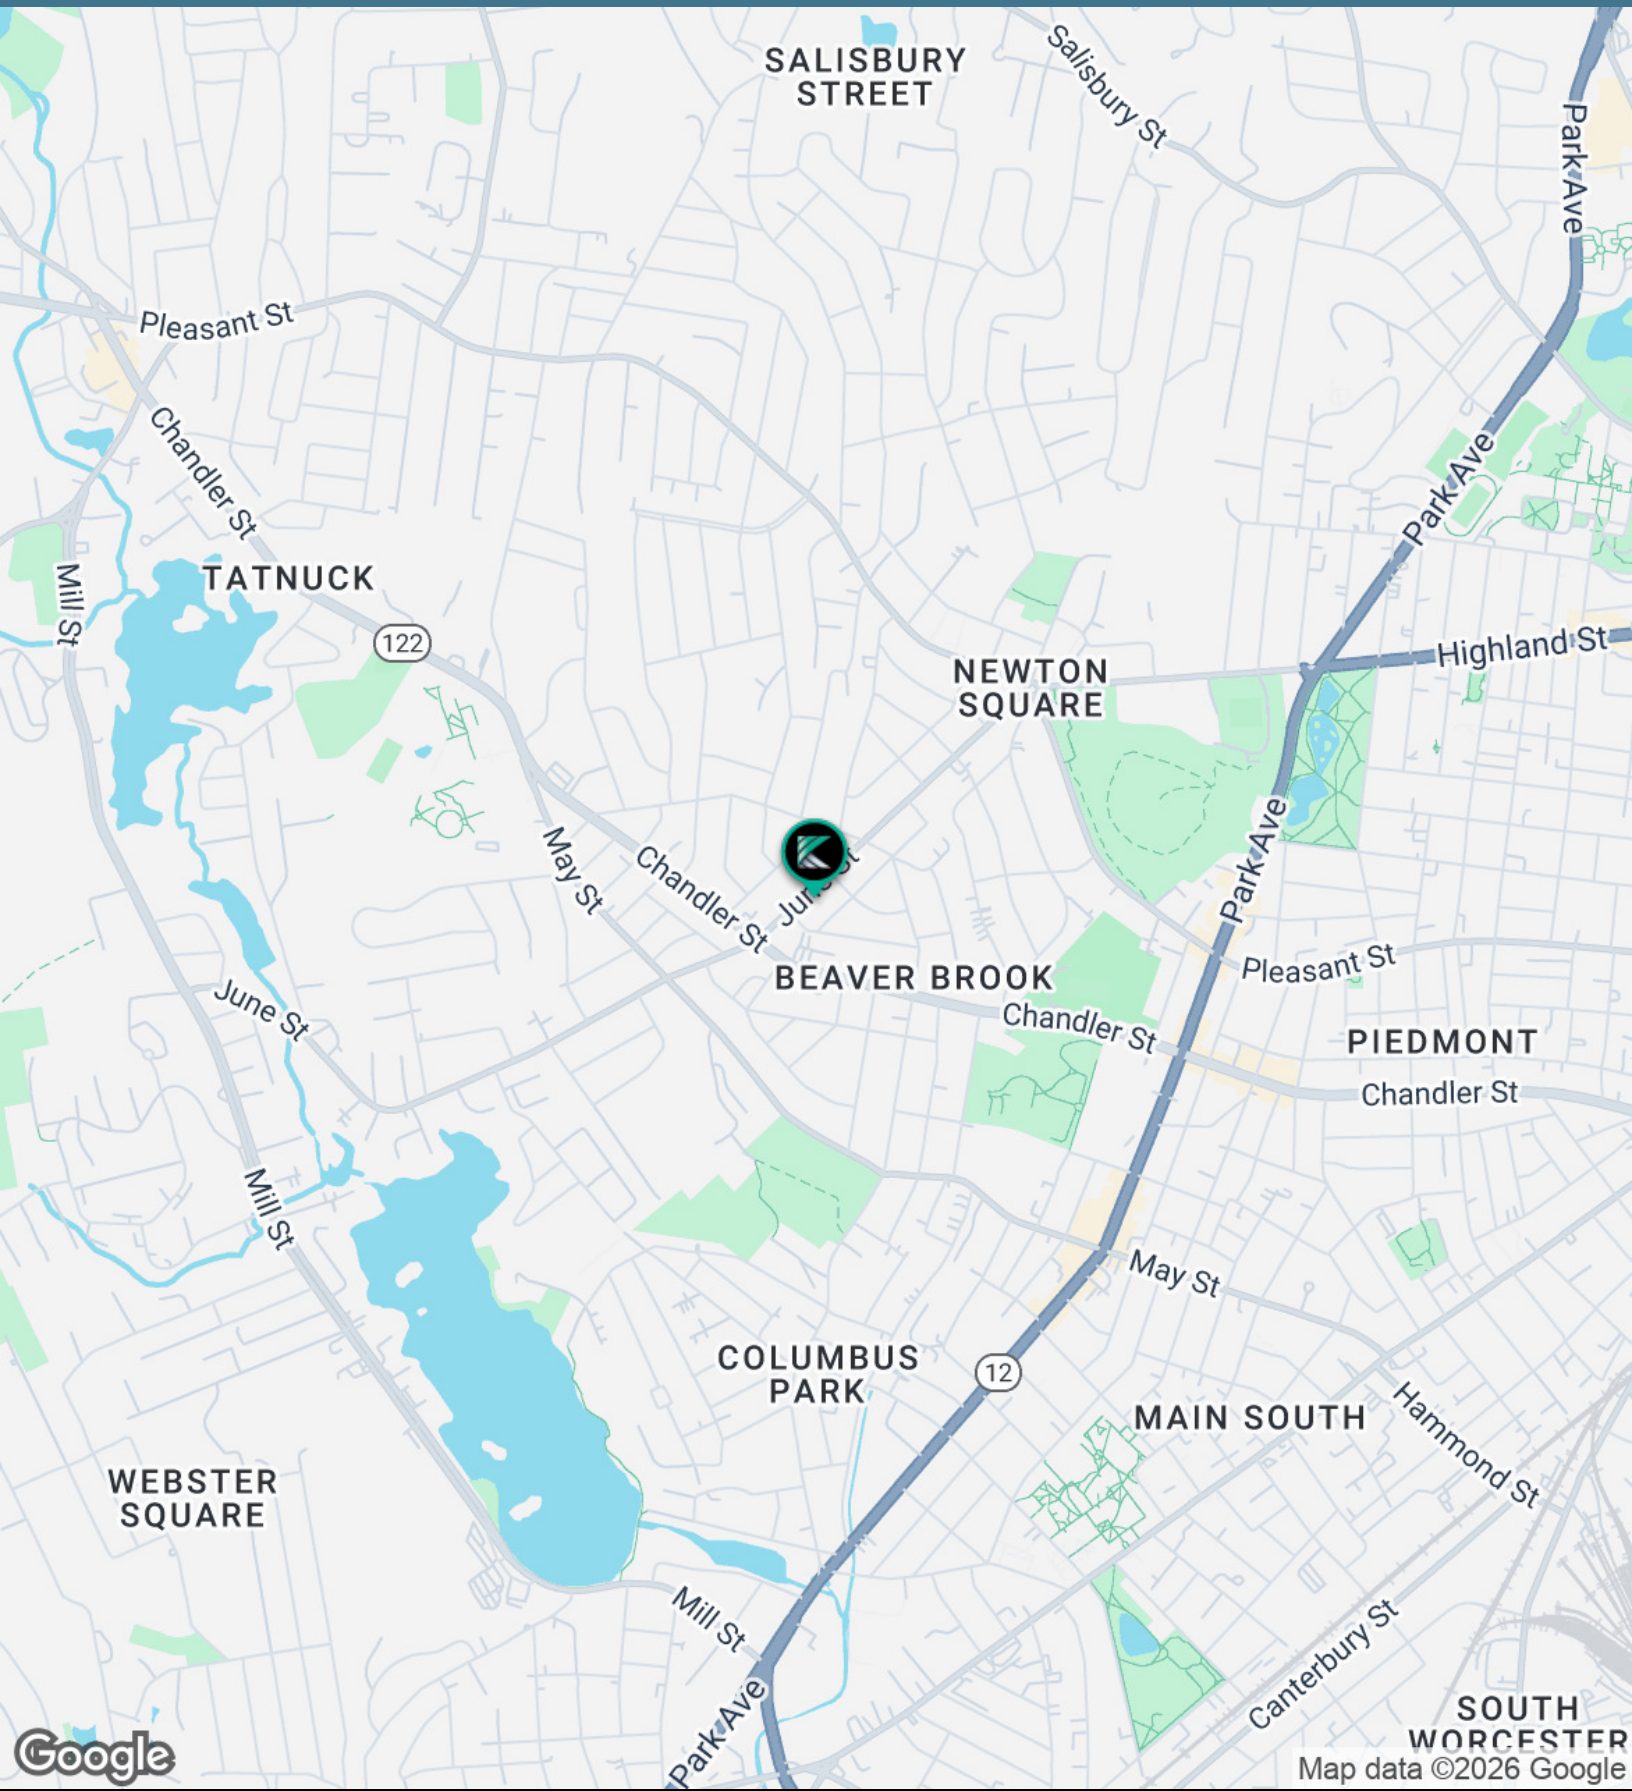 SALISBURY
STREET
Salisbury St
Park Ave
Pleasant St
Chandler St
Park Ave
TATNUCK
Mill St
122
Highland St
NEWTON
SQUARE
May St
Chandler St
June St
Park Ave
BEAVER BROOK
Pleasant St
June St
Chandler St
PIEDMONT
Chandler St
Mill St
May St
COLUMBUS
PARK
12
MAIN SOUTH
Hammond St
WEBSTER
SQUARE
Mill St
Canterbury St
Park Ave
SOUTH
WORCESTER
Google
Map data ©2026 Google